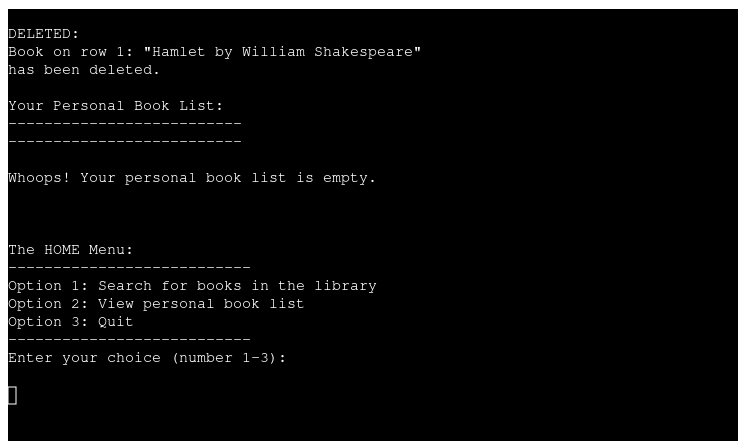 DELETED:
Book on row 1: "Hamlet by William Shakespeare"
has been deleted.
Your Personal Book List:
--------------------------
--------------------------
Whoops! Your personal book list is empty.
The HOME Menu:
---------------------------
Option 1: Search for books in the library
Option 2: View personal book list
Option 3: Quit
---------------------------
Enter your choice (number 1-3):